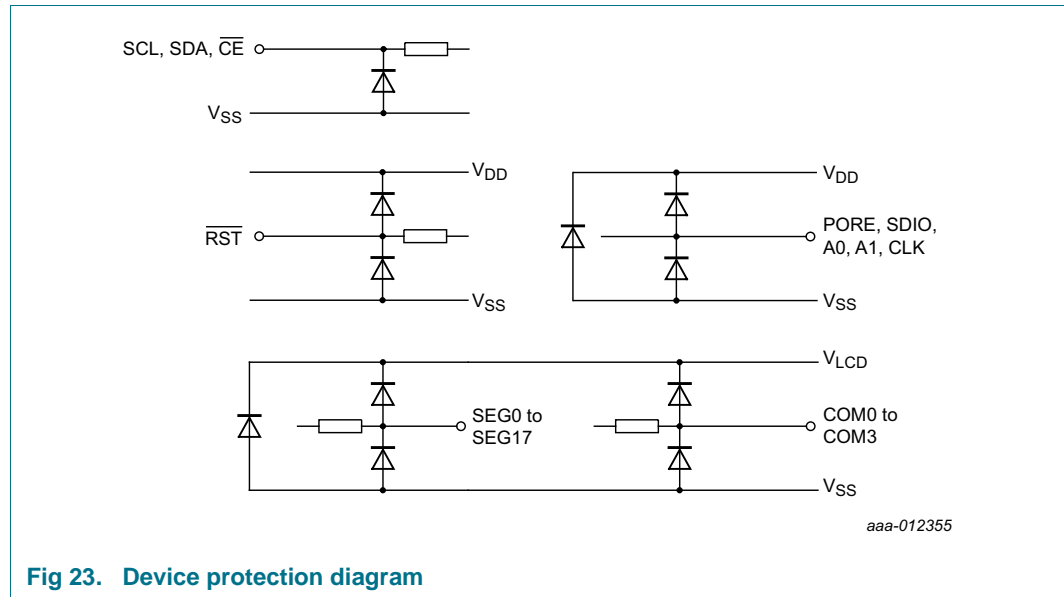 SCL, SDA, CE
VSS
VDD
RST
VSS
VDD
PORE, SDIO,
A0, A1, CLK
VSS
VLCD
SEG0 to
SEG17
COM0 to
COM3
VSS
aaa-012355
Fig 23. Device protection diagram